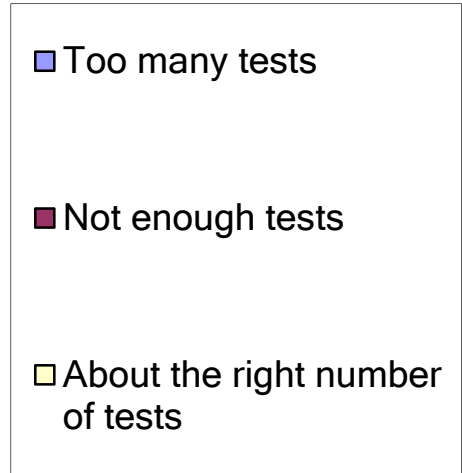 Too many tests
Not enough tests
About the right number
of tests